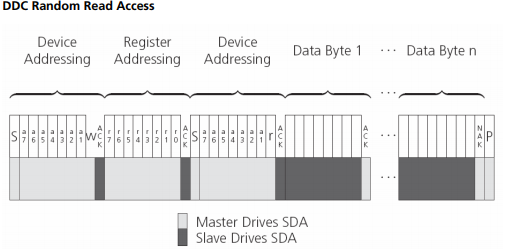 DDC Random Read Access
Device Addressing Register Addressing Device Addressing Data Byte 1 ... Data Byte n
...
S a7 a6 a5 a4 a3 a2 a1 w ACK r7 r6 r5 r4 r3 r2 r1 r0 ACK S a7 a6 a5 a4 a3 a2 a1 r ACK ACK ... NAK P
...
Master Drives SDA
Slave Drives SDA